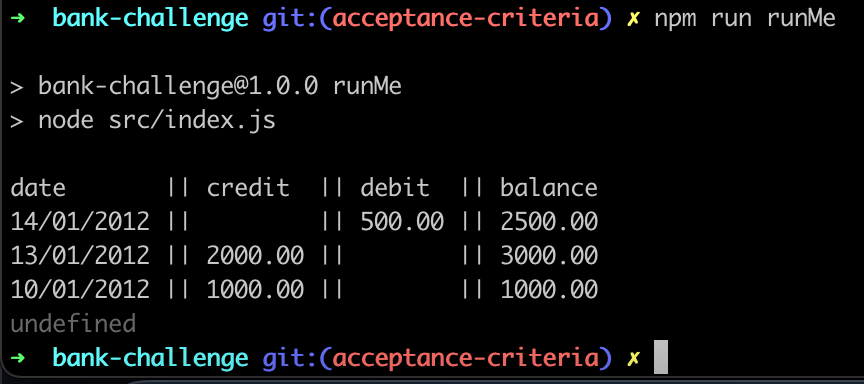 ➜  bank-challenge git:(acceptance-criteria) ✗ npm run runMe

> bank-challenge@1.0.0 runMe
> node src/index.js

date       || credit  || debit  || balance
14/01/2012 ||         || 500.00 || 2500.00
13/01/2012 || 2000.00 ||        || 3000.00
10/01/2012 || 1000.00 ||        || 1000.00
undefined
➜  bank-challenge git:(acceptance-criteria) ✗